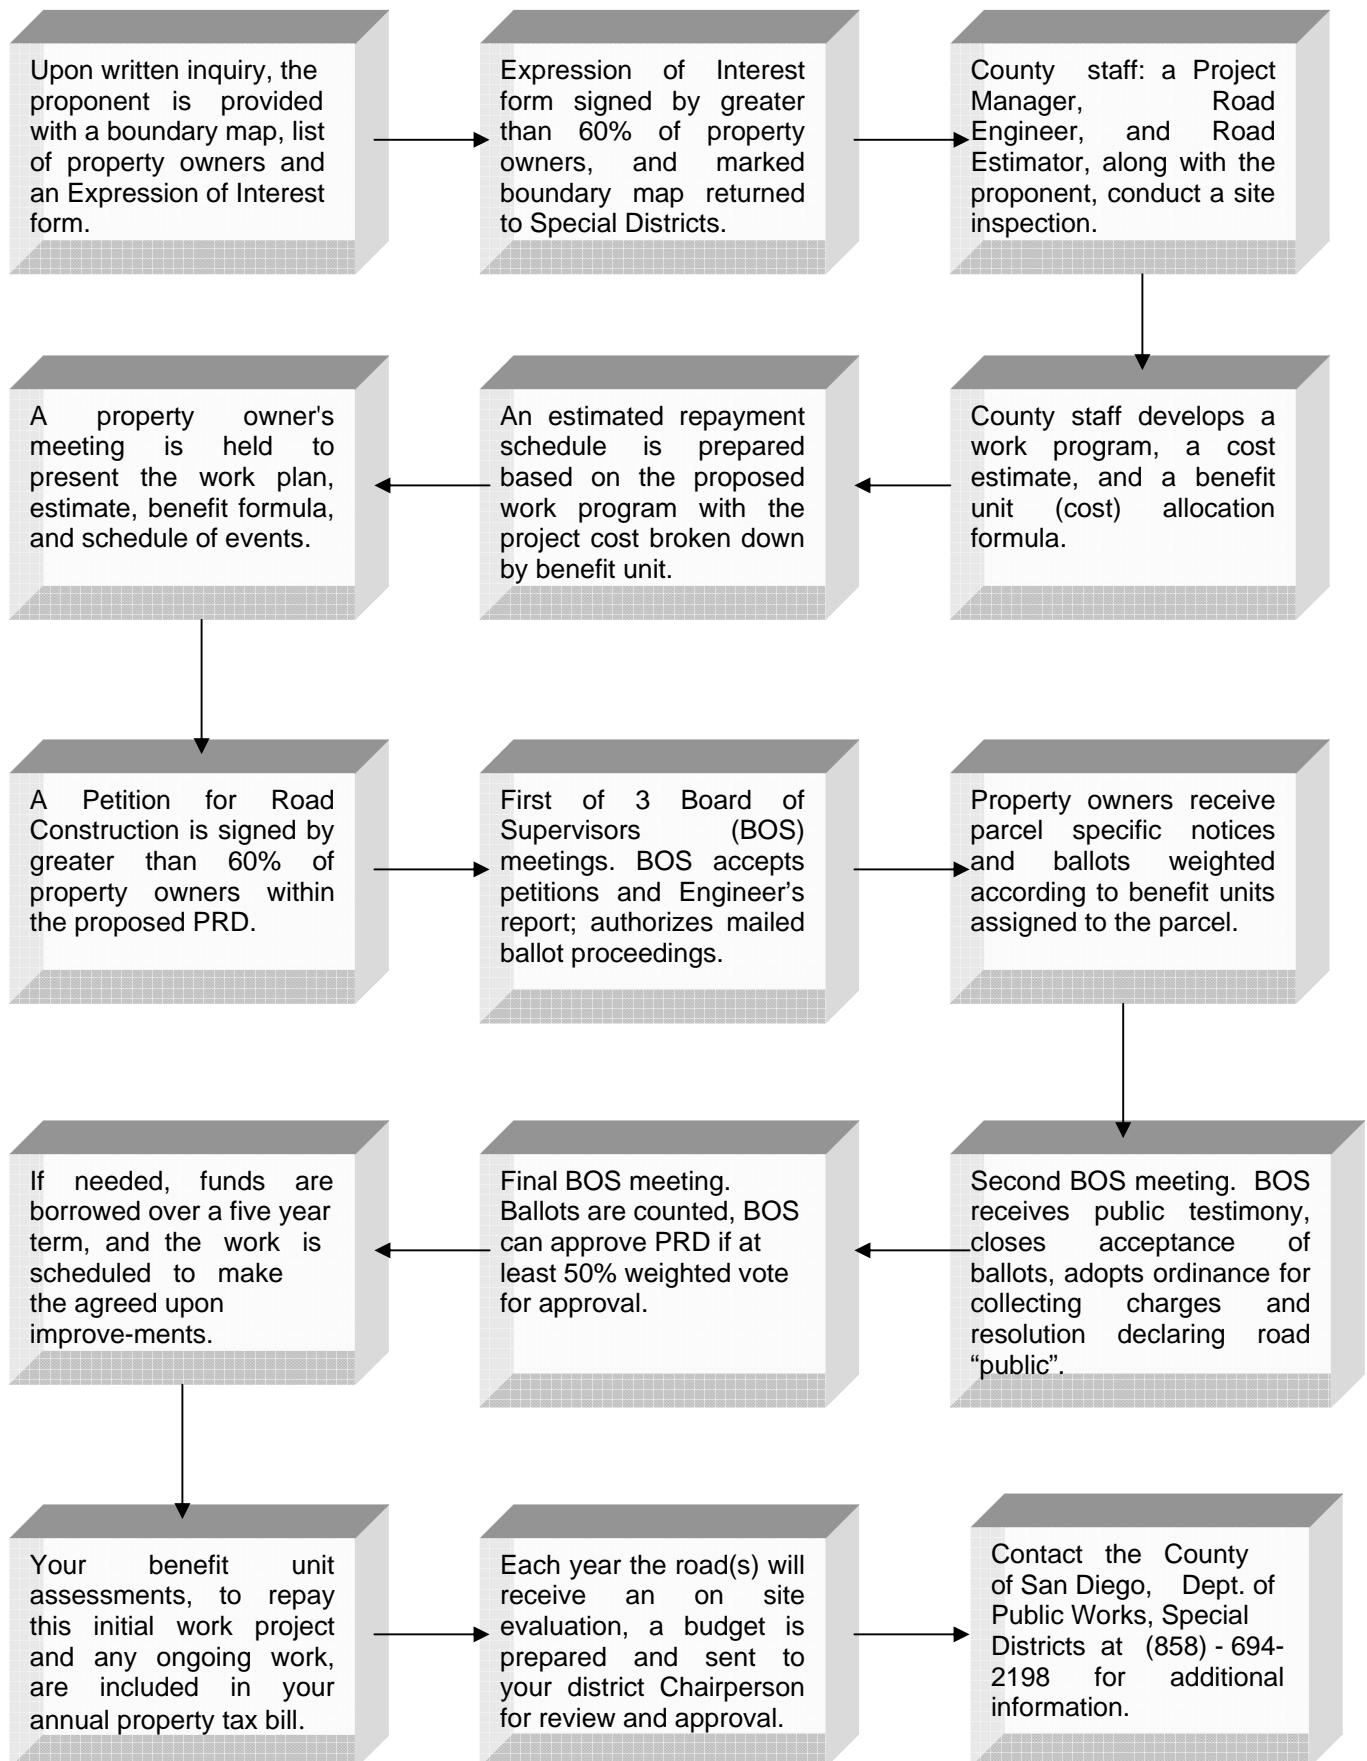 Upon written inquiry, the
proponent is provided
with a boundary map, list
of property owners and
an Expression of Interest
form.
Expression of Interest
form signed by greater
than 60% of property
owners, and marked
boundary map returned
to Special Districts.
County staff: a Project
Manager, Road
Engineer, and Road
Estimator, along with the
proponent, conduct a site
inspection.
County staff develops a
work program, a cost
estimate, and a benefit
unit (cost) allocation
formula.
An estimated repayment
schedule is prepared
based on the proposed
work program with the
project cost broken down
by benefit unit.
A property owner's
meeting is held to
present the work plan,
estimate, benefit formula,
and schedule of events.
A Petition for Road
Construction is signed by
greater than 60% of
property owners within
the proposed PRD.
First of 3 Board of
Supervisors (BOS)
meetings. BOS accepts
petitions and Engineer’s
report; authorizes mailed
ballot proceedings.
Property owners receive
parcel specific notices
and ballots weighted
according to benefit units
assigned to the parcel.
Second BOS meeting. BOS
receives public testimony,
closes acceptance of
ballots, adopts ordinance for
collecting charges and
resolution declaring road
“public”.
Final BOS meeting.
Ballots are counted, BOS
can approve PRD if at
least 50% weighted vote
for approval.
If needed, funds are
borrowed over a five year
term, and the work is
scheduled to make
the agreed upon
improve-ments.
Your benefit unit
assessments, to repay
this initial work project
and any ongoing work,
are included in your
annual property tax bill.
Each year the road(s) will
receive an on site
evaluation, a budget is
prepared and sent to
your district Chairperson
for review and approval.
Contact the County
of San Diego, Dept. of
Public Works, Special
Districts at (858) - 694-
2198 for additional
information.